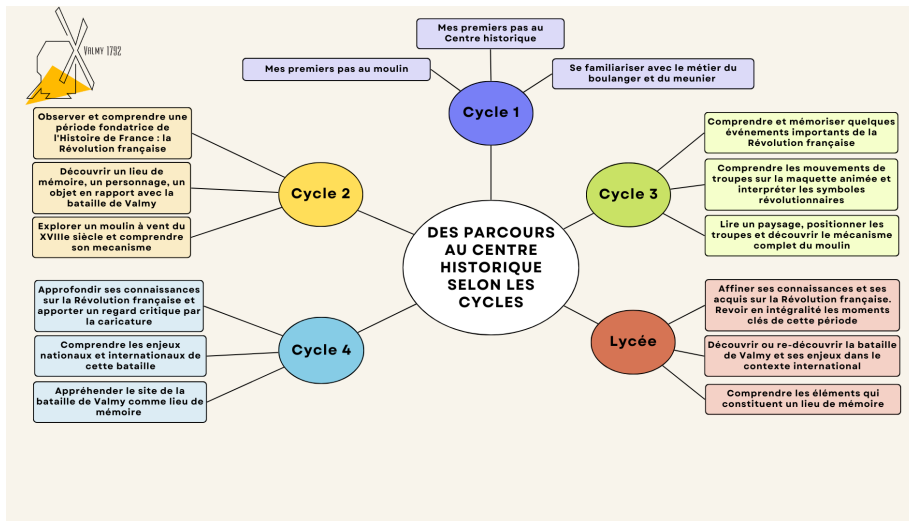 VALMY 1792
Mes premiers pas au
Centre historique
Mes premiers pas au moulin
Se familiariser avec le métier du
boulanger et du meunier
Cycle 1
Observer et comprendre une
période fondatrice de
l'Histoire de France : la
Révolution française
Découvrir un lieu de
mémoire, un personnage, un
objet en rapport avec la
bataille de Valmy
Explorer un moulin à vent du
XVIIIe siècle et comprendre
son mecanisme
Cycle 2
Comprendre et mémoriser quelques
événements importants de la
Révolution française
Comprendre les mouvements de
troupes sur la maquette animée et
interpréter les symboles
révolutionnaires
Lire un paysage, positionner les
troupes et découvrir le mécanisme
complet du moulin
Cycle 3
DES PARCOURS
AU CENTRE
HISTORIQUE
SELON LES
CYCLES
Approfondir ses connaissances
sur la Révolution française et
apporter un regard critique par
la caricature
Comprendre les enjeux
nationaux et internationaux de
cette bataille
Appréhender le site de la
bataille de Valmy comme lieu de
mémoire
Cycle 4
Affiner ses connaissances et ses
acquis sur la Révolution française.
Revoir en intégralité les moments
clés de cette période
Découvrir ou re-découvrir la bataille
de Valmy et ses enjeux dans le
contexte international
Comprendre les éléments qui
constituent un lieu de mémoire
Lycée